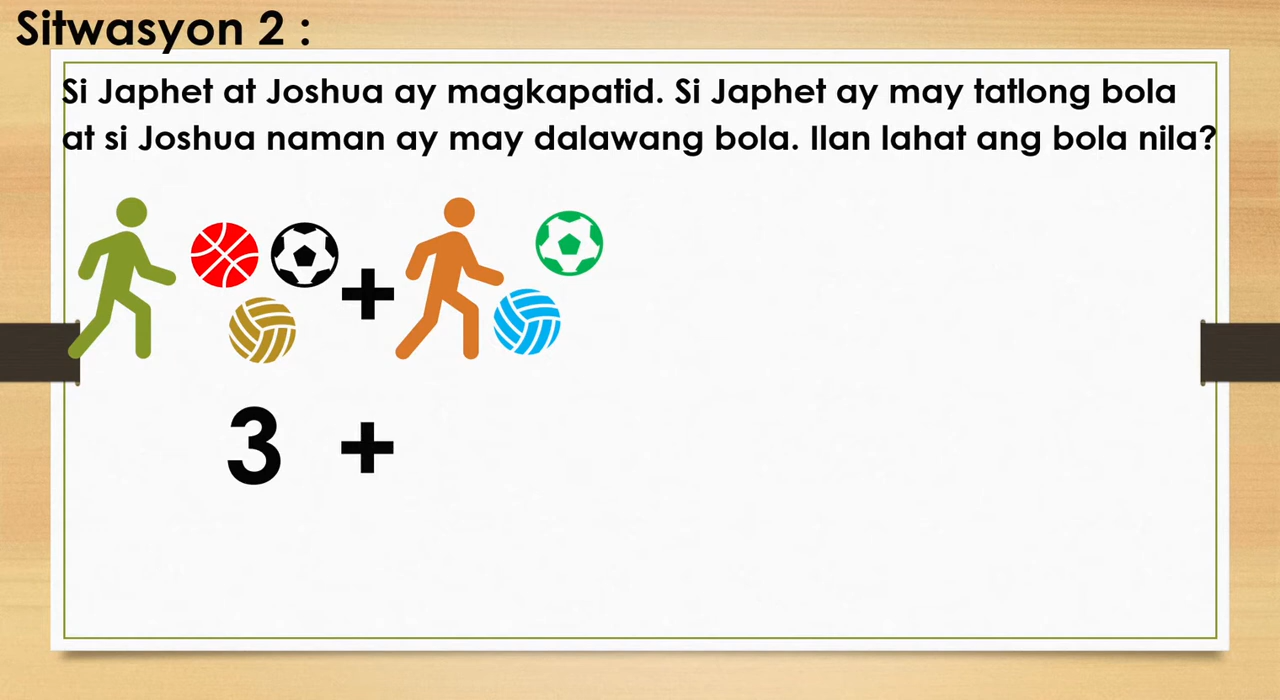 Sitwasyon 2 :
Si Japhet at Joshua ay magkapatid. Si Japhet ay may tatlong bola
at si Joshua naman ay may dalawang bola. Ilan lahat ang bola nila?
+
3 +